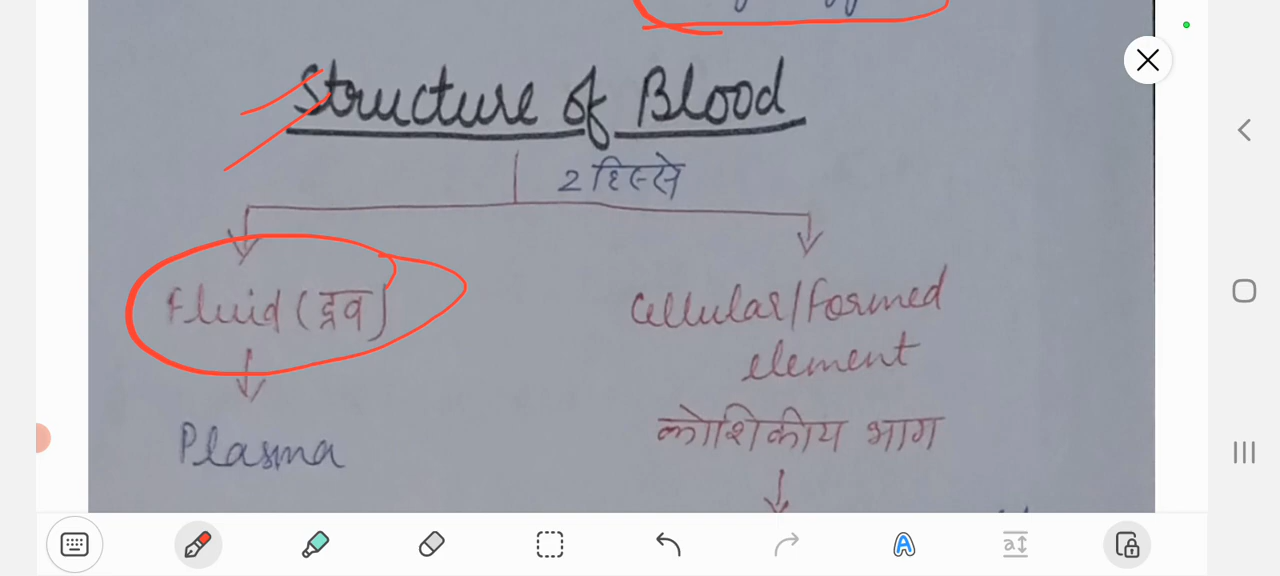 Structure of Blood
2 हिस्से
Fluid (द्रव)
Cellular/Formed
element
Plasma
कोशिकीय भाग